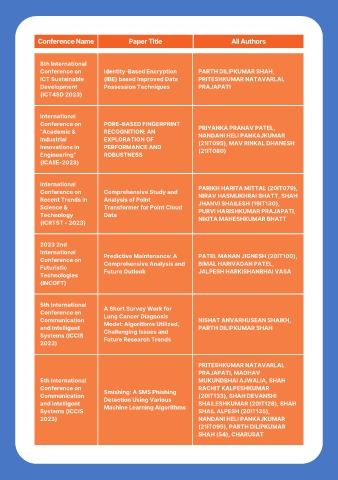 Conference Name
Paper Title
All Authors
8th International
Conference on
ICT Sustainable
Development
(ICT4SD 2023)
Identity-Based Encryption
(IBE) based Improved Data
Possession Techniques
PARTH DILIPKUMAR SHAH,
PRITESHKUMAR NATAVARLAL
PRAJAPATI
International
Conference on
"Academic &
Industrial
Innovations in
Engineering"
(ICAIIE-2023)
PORE-BASED FINGERPRINT
RECOGNITION: AN
EXPLORATION OF
PERFORMANCE AND
ROBUSTNESS
PRIYANKA PRANAV PATEL,
NANDANI HELI PANKAJKUMAR
(21IT095), MAV RINKAL DHANESH
(21IT080)
International
Conference on
Recent Trends in
Science &
Technology
(ICRTST - 2023)
Comprehensive Study and
Analysis of Point
Transformer for Point Cloud
Data
PARIKH HARITA MITTAL (20IT079),
NIRAV HASMUKHRAI BHATT, SHAH
JHANVI SHAILESH (19IT130),
PURVI HARISHKUMAR PRAJAPATI,
NIKITA MAHESHKUMAR BHATT
2023 2nd
International
Conference on
Futuristic
Technologies
(INCOFT)
Predictive Maintenance: A
Comprehensive Analysis and
Future Outlook
PATEL MANAN JIGNESH (20IT100),
BIMAL HARIVADAN PATEL,
JALPESH HARKISHANBHAI VASA
5th International
Conference on
Communication
and Intelligent
Systems (ICCIS
2023)
A Short Survey Work for
Lung Cancer Diagnosis
Model: Algorithms Utilized,
Challenging Issues and
Future Research Trends
NISHAT ANVARHUSEAN SHAIKH,
PARTH DILIPKUMAR SHAH
5th International
Conference on
Communication
and Intelligent
Systems (ICCIS
2023)
Smishing: A SMS Phishing
Detection Using Various
Machine Learning Algorithms
PRITESHKUMAR NATAVARLAL
PRAJAPATI, MADHAV
MUKUNDBHAI AJWALIA, SHAH
RACHIT KALPESHKUMAR
(20IT133), SHAH DEVANSHI
SHAILESHKUMAR (20IT128), SHAH
SHAIL ALPESH (20IT135),
NANDANI HELI PANKAJKUMAR
(21IT095), PARTH DILIPKUMAR
SHAH (54), CHARUSAT